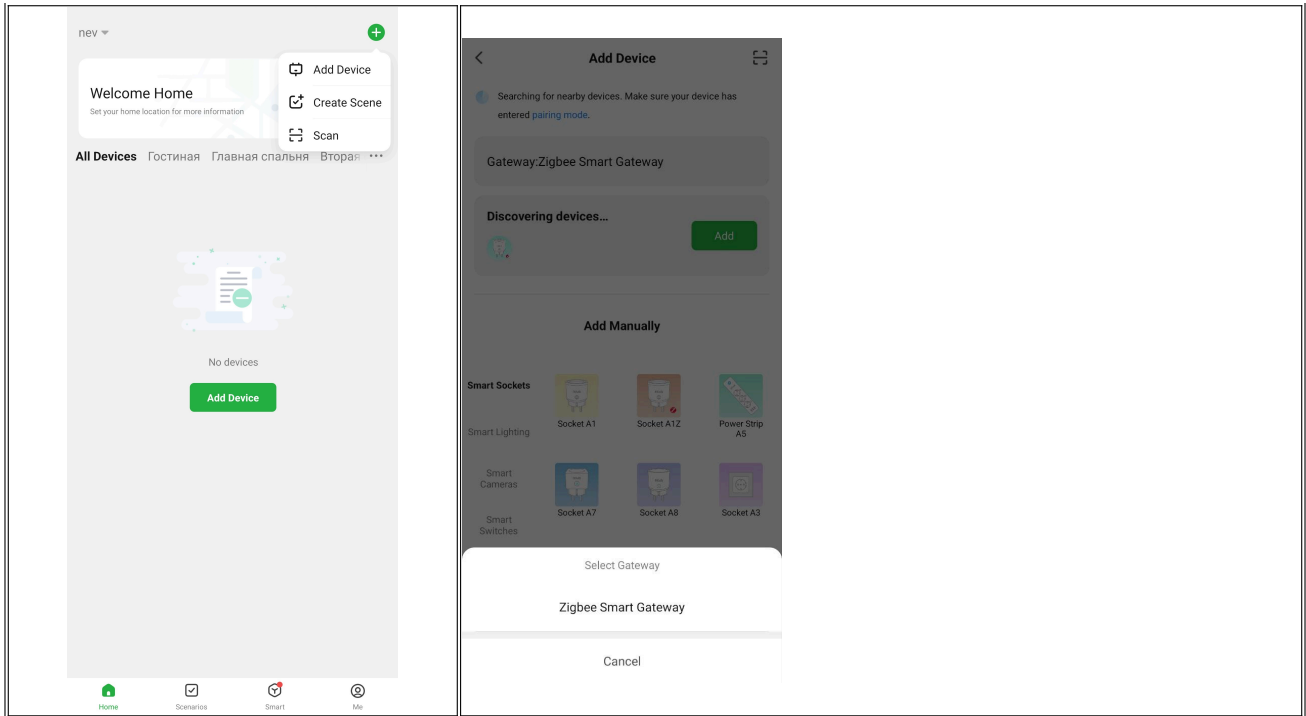 nev
Add Device
Welcome Home
Set your home location for more information
Create Scene
Scan
All Devices Гостиная Главная спальня Вторая ...
No devices
Add Device
Home Scenarios Smart Me
Add Device
Searching for nearby devices. Make sure your device has
entered pairing mode.
Gateway:Zigbee Smart Gateway
Discovering devices...
Add
Add Manually
Smart Sockets
Socket A1 Socket A1Z Power Strip
A5
Smart Lighting
Smart
Cameras
Socket A7 Socket A8 Socket A3
Smart
Switches
Select Gateway
Zigbee Smart Gateway
Cancel